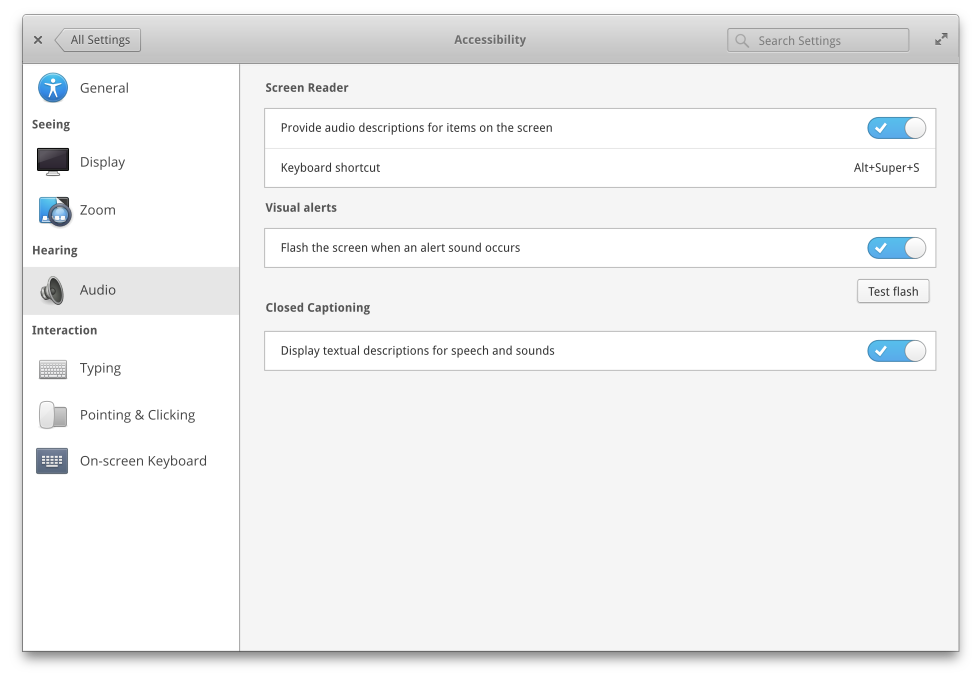 All Settings
Accessibility
Search Settings
General
Seeing
Display
Zoom
Hearing
Audio
Interaction
Typing
Pointing & Clicking
On-screen Keyboard
Screen Reader
Provide audio descriptions for items on the screen
Keyboard shortcut Alt+Super+S
Visual alerts
Flash the screen when an alert sound occurs
Test flash
Closed Captioning
Display textual descriptions for speech and sounds